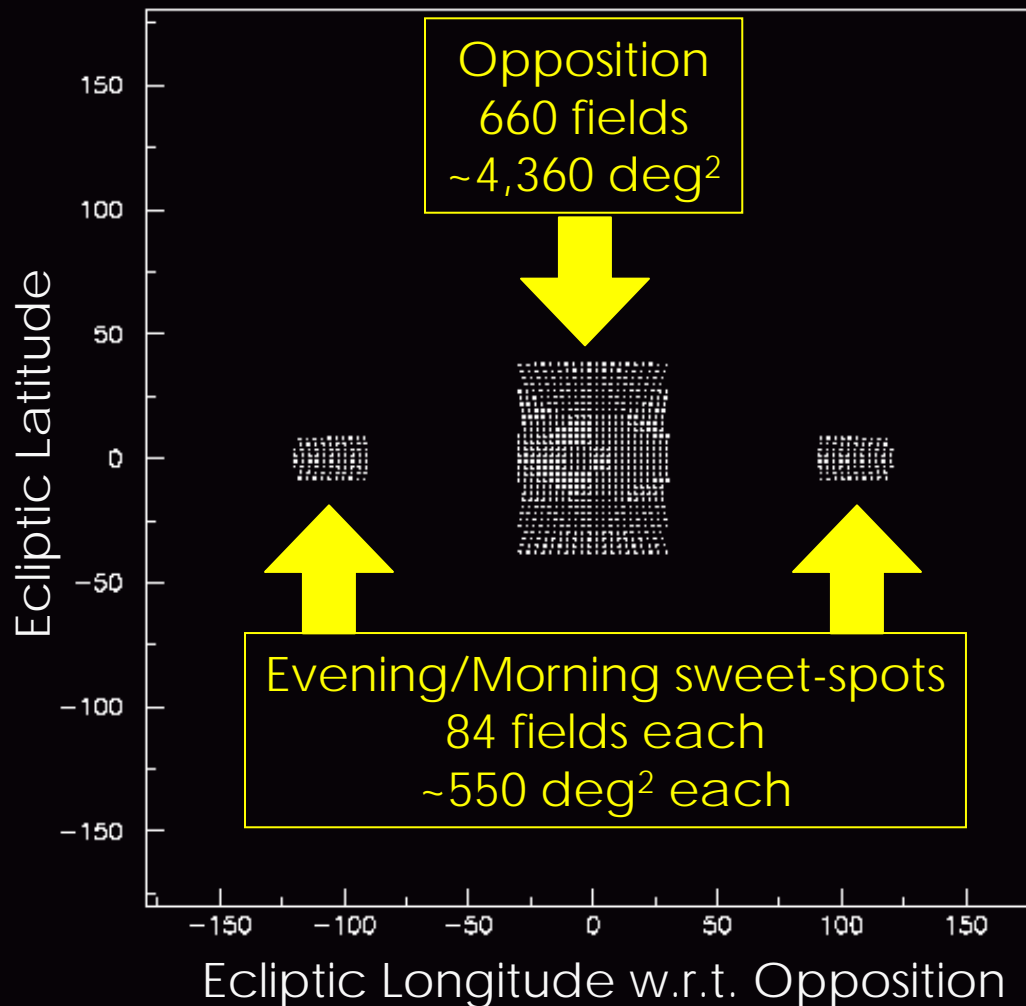 Opposition
660 fields
~4,360 deg²
Evening/Morning sweet-spots
84 fields each
~550 deg² each
Ecliptic Latitude
150
100
50
0
−50
−100
−150
−150
−100
−50
0
50
100
150
Ecliptic Longitude w.r.t. Opposition